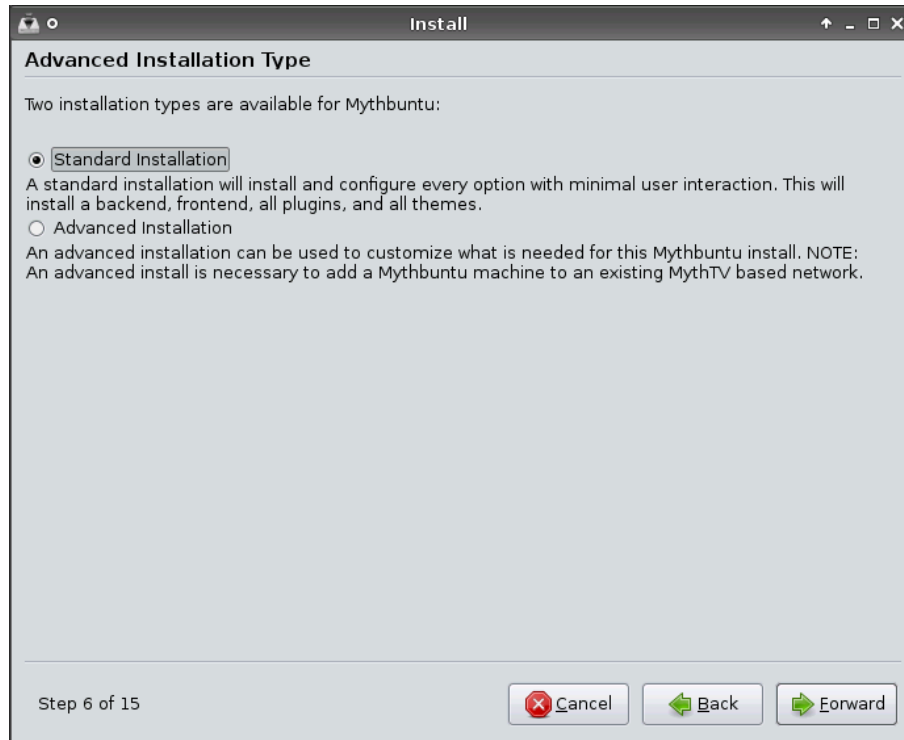 Install
Advanced Installation Type
Two installation types are available for Mythbuntu:
Standard Installation
A standard installation will install and configure every option with minimal user interaction. This will
install a backend, frontend, all plugins, and all themes.
Advanced Installation
An advanced installation can be used to customize what is needed for this Mythbuntu install. NOTE:
An advanced install is necessary to add a Mythbuntu machine to an existing MythTV based network.
Step 6 of 15
Cancel
Back
Forward